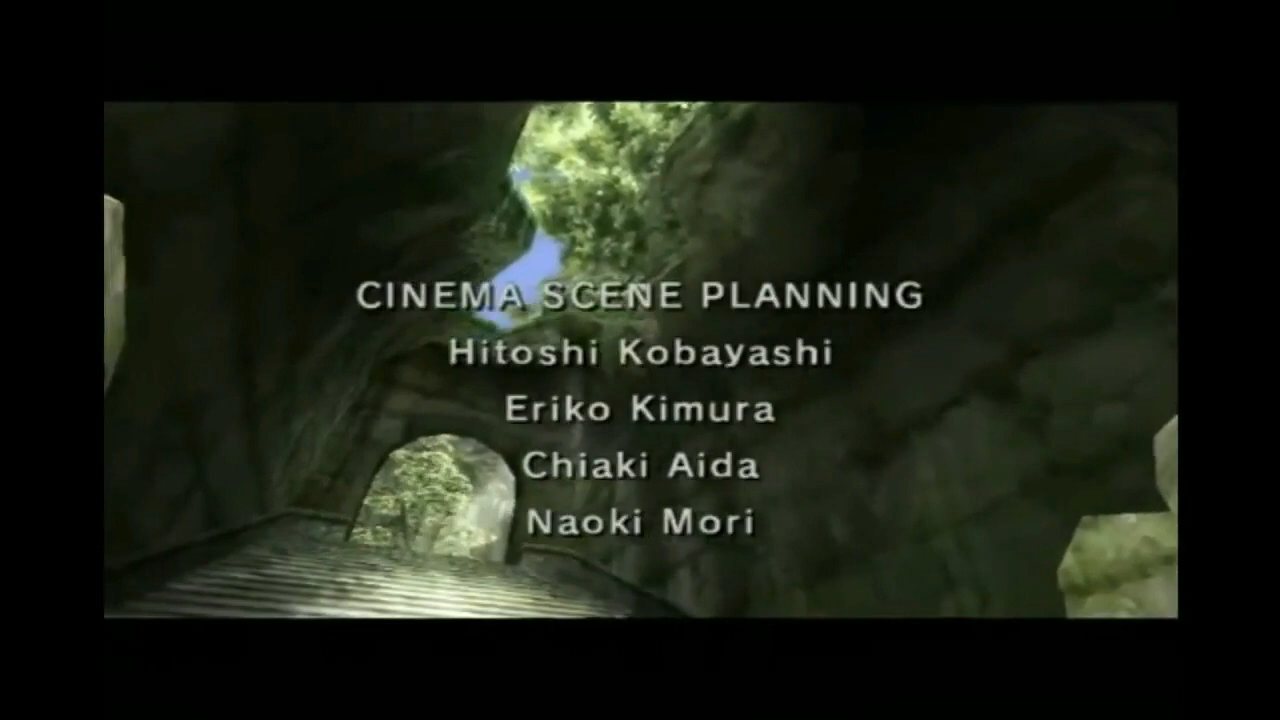 CINEMA SCENE PLANNING
Hitoshi Kobayashi
Eriko Kimura
Chiaki Aida
Naoki Mori